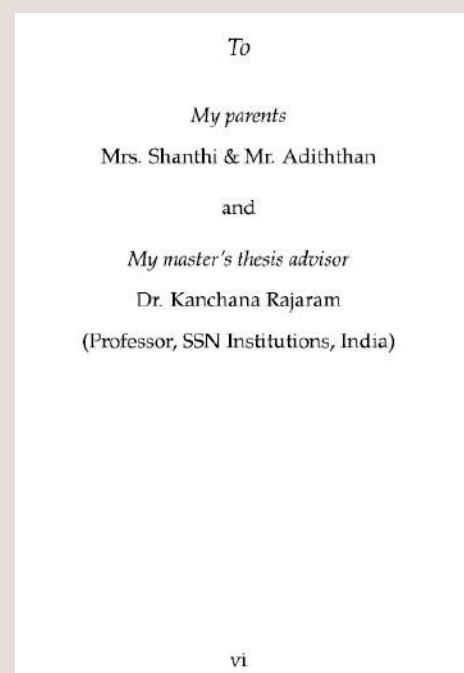 To
My parents
Mrs. Shanthi & Mr. Adiththan
and
My master's thesis advisor
Dr. Kanchana Rajaram
(Professor, SSN Institutions, India)
vi